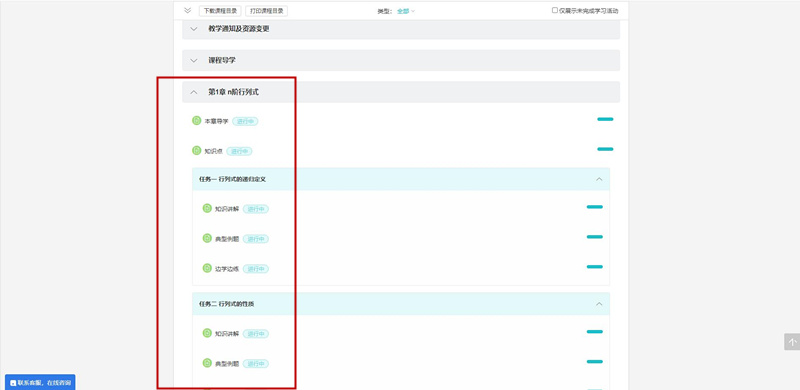 下载课程目录 打印课程目录 类型: 全部 仅展示未完成学习活动
教学通知及资源变更
课程导学
第1章 n阶行列式
本章导学 进行中
知识点 进行中
任务一 行列式的递归定义
知识讲解 进行中
典型例题 进行中
边学边练 进行中
任务二 行列式的性质
知识讲解 进行中
典型例题 进行中
联系客服，在线咨询